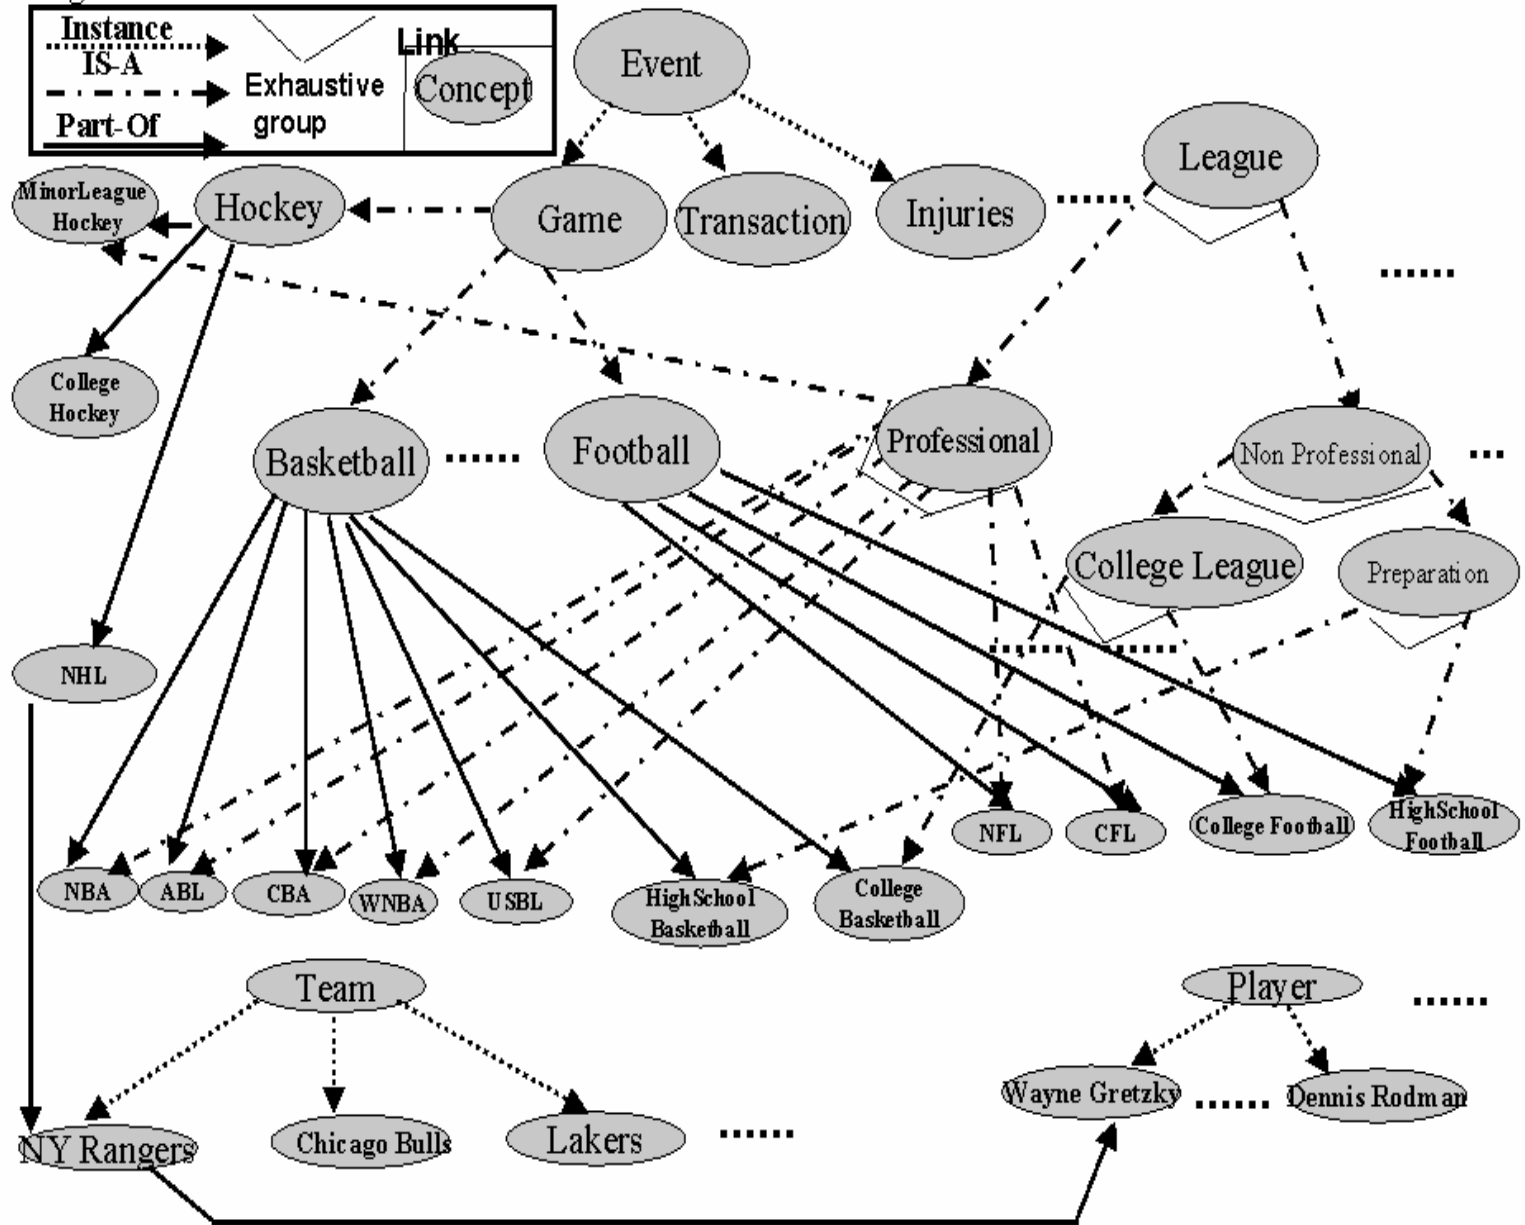 Instance
IS-A
Part-Of
Exhaustive
group
Link
Concept
Event
League
MinorLeague
Hockey
Hockey
Game
Transaction
Injuries
College
Hockey
Basketball
Football
Professional
Non Professional
College League
Preparation
NHL
NFL
CFL
College Football
HighSchool
Football
NBA
ABL
CBA
WNBA
USBL
HighSchool
Basketball
College
Basketball
Team
Player
Wayne Gretzky
Dennis Rodman
NY Rangers
Chicago Bulls
Lakers